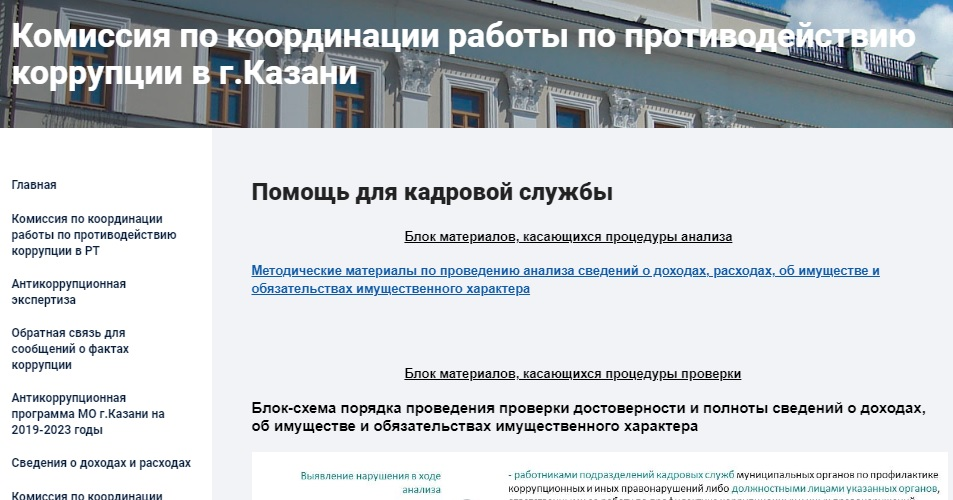 Комиссия по координации работы по противодействию
коррупции в г.Казани
Главная
Комиссия по координации
работы по противодействию
коррупции в РТ
Антикоррупционная
экспертиза
Обратная связь для
сообщений о фактах
коррупции
Антикоррупционная
программа МО г.Казани на
2019-2023 годы
Сведения о доходах и расходах
Комиссия по координации
Помощь для кадровой службы
Блок материалов, касающихся процедуры анализа
Методические материалы по проведению анализа сведений о доходах, расходах, об имуществе и
обязательствах имущественного характера
Блок материалов, касающихся процедуры проверки
Блок-схема порядка проведения проверки достоверности и полноты сведений о доходах,
об имуществе и обязательствах имущественного характера
Выявление нарушения в ходе
анализа
- работниками подразделений кадровых служб муниципальных органов по профилактике
коррупционных и иных правонарушений либо должностными лицами указанных органов,